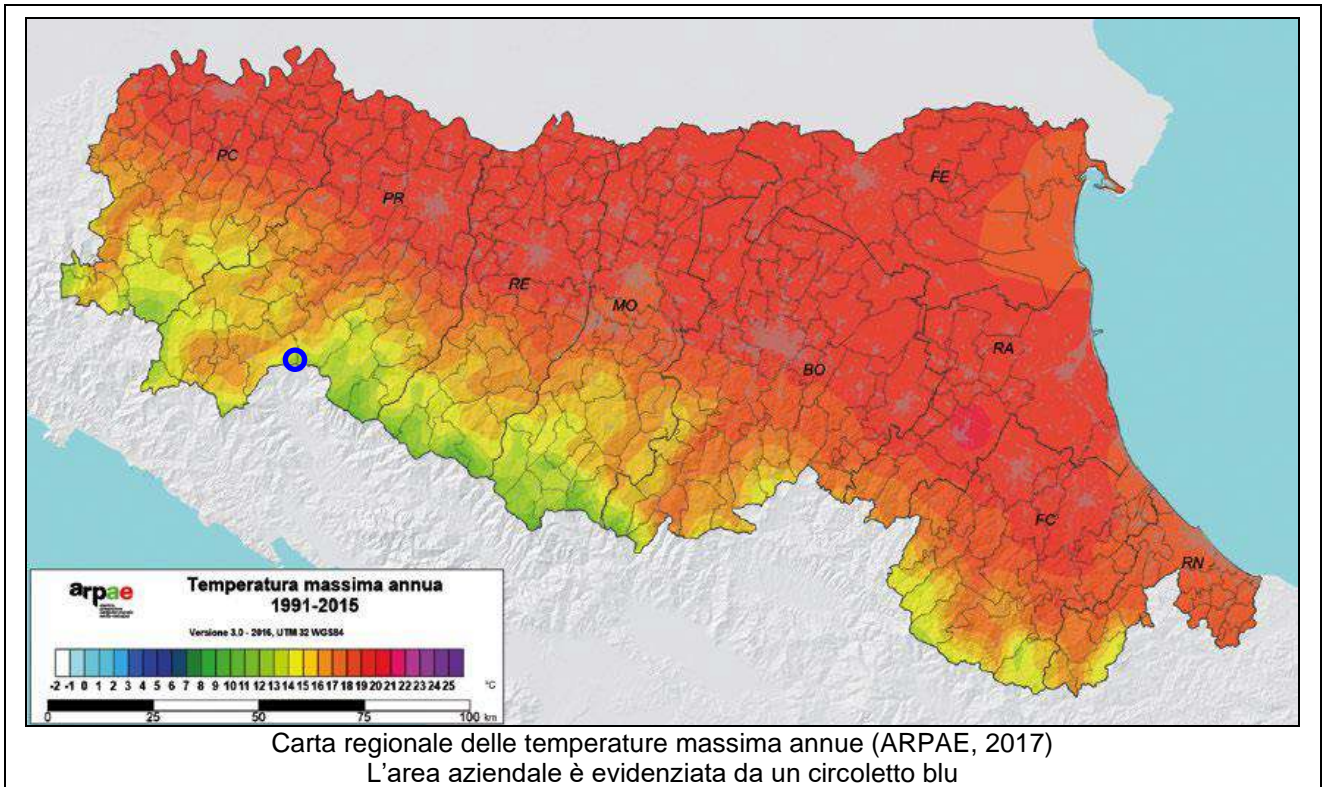 PC
PR
RE
MO
FE
BO
RA
FC
RN
arpae
Temperatura massima annua
1991-2015
Versione 3.0 - 2016, UTM 32 WGS84
-2 -1 0 1 2 3 4 5 6 7 8 9 10 11 12 13 14 15 16 17 18 19 20 21 22 23 24 25 °C
0 25 50 75 100 km
Carta regionale delle temperature massima annue (ARPAE, 2017)
L'area aziendale è evidenziata da un circoletto blu